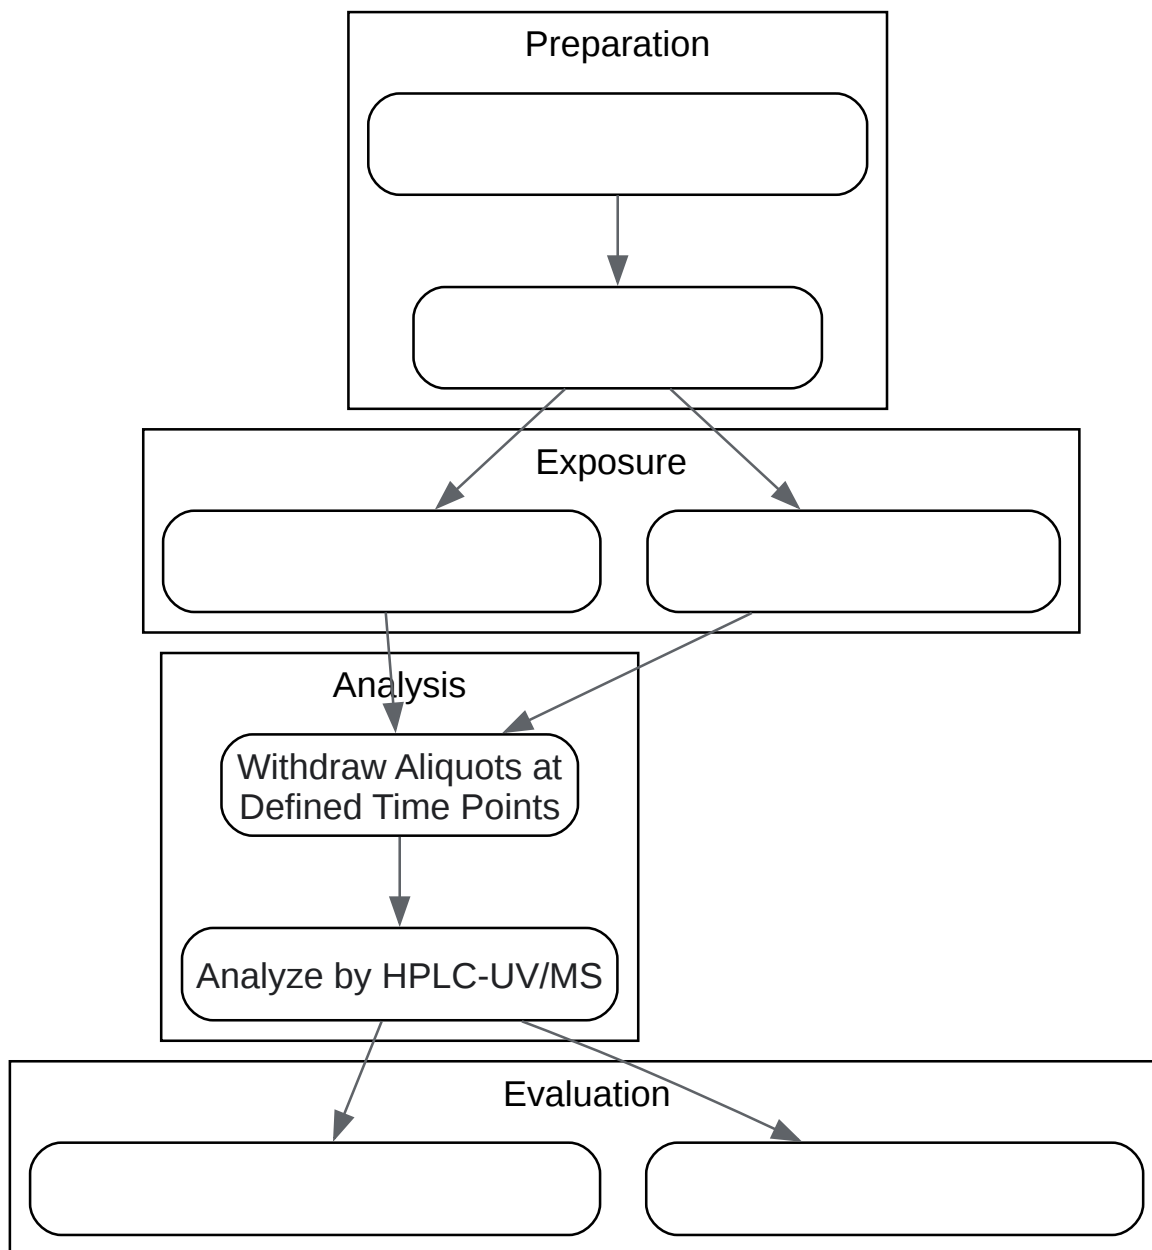 Preparation
Exposure
Analysis
Withdraw Aliquots at
Defined Time Points
Analyze by HPLC-UV/MS
Evaluation